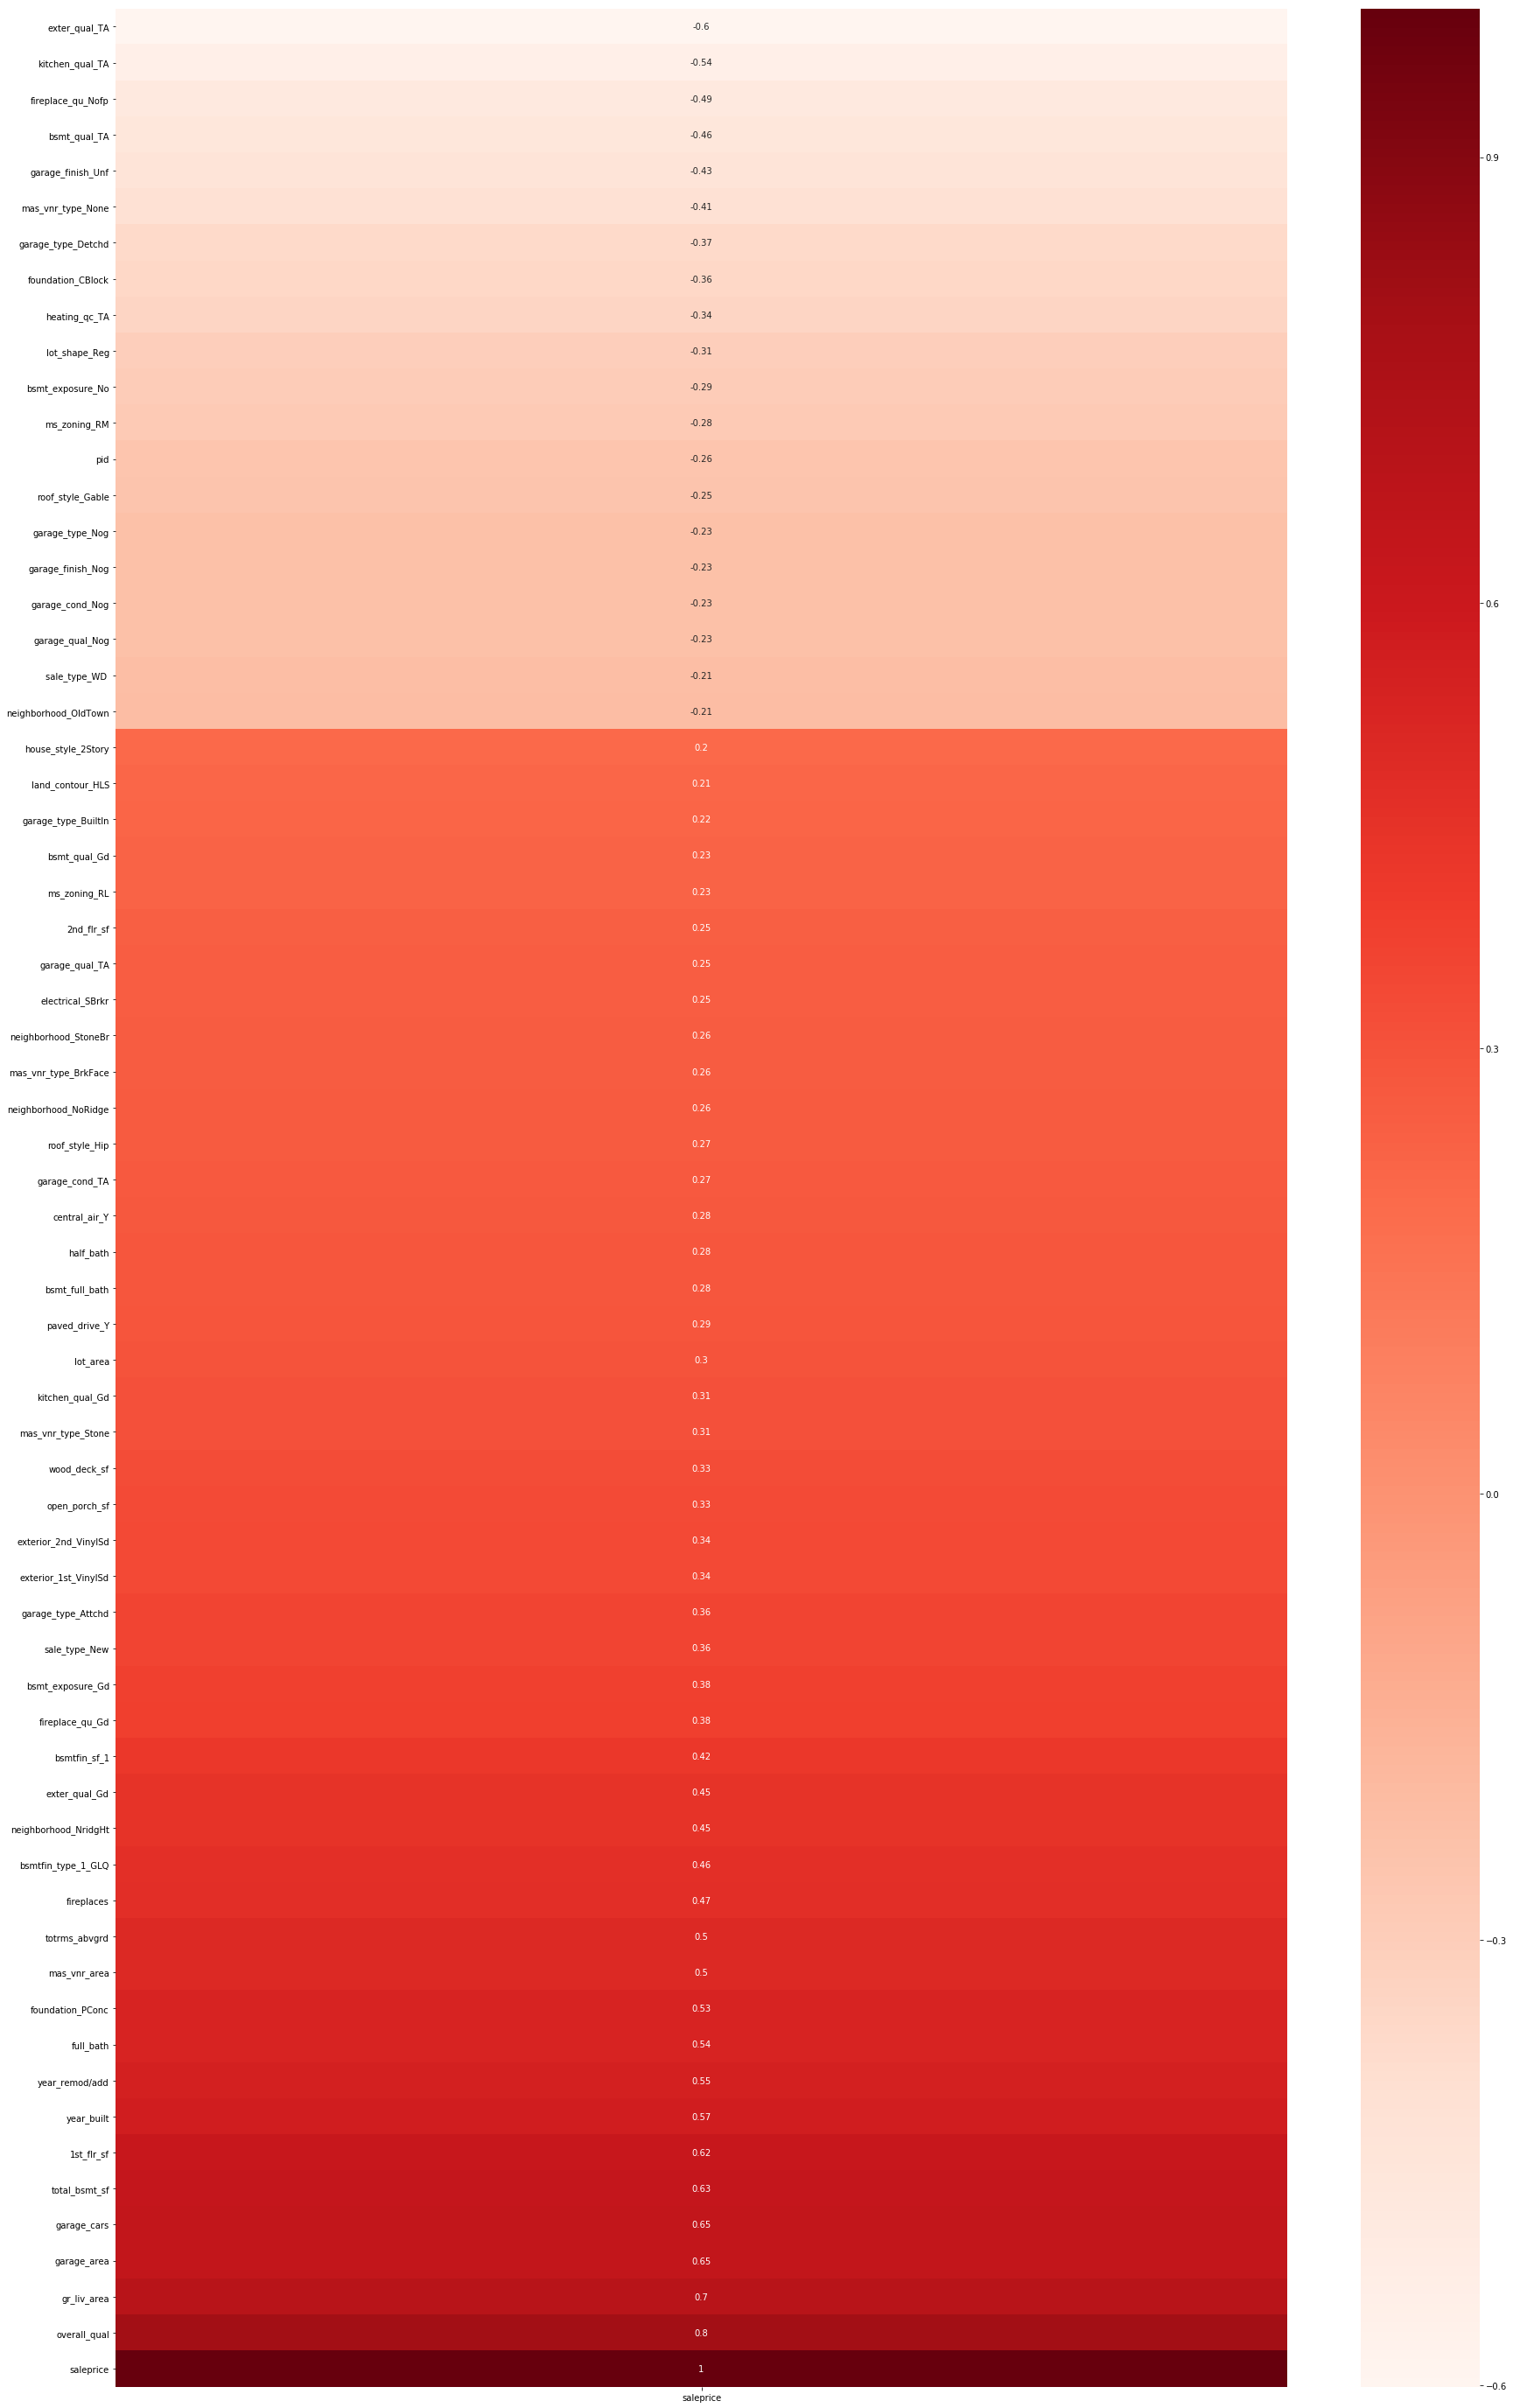 exter_qual_TA -0.6
kitchen_qual_TA -0.54
fireplace_qu_Nofp -0.49
bsmt_qual_TA -0.46
garage_finish_Unf -0.43
mas_vnr_type_None -0.41
garage_type_Detchd -0.37
foundation_CBlock -0.36
heating_qc_TA -0.34
lot_shape_Reg -0.31
bsmt_exposure_No -0.29
ms_zoning_RM -0.28
pid -0.26
roof_style_Gable -0.25
garage_type_Nog -0.23
garage_finish_Nog -0.23
garage_cond_Nog -0.23
garage_qual_Nog -0.23
sale_type_WD -0.21
neighborhood_OldTown -0.21
house_style_2Story 0.2
land_contour_HLS 0.21
garage_type_BuiltIn 0.22
bsmt_qual_Gd 0.23
ms_zoning_RL 0.23
2nd_flr_sf 0.25
garage_qual_TA 0.25
electrical_SBrkr 0.25
neighborhood_StoneBr 0.26
mas_vnr_type_BrkFace 0.26
neighborhood_NoRidge 0.26
roof_style_Hip 0.27
garage_cond_TA 0.27
central_air_Y 0.28
half_bath 0.28
bsmt_full_bath 0.28
paved_drive_Y 0.29
lot_area 0.3
kitchen_qual_Gd 0.31
mas_vnr_type_Stone 0.31
wood_deck_sf 0.33
open_porch_sf 0.33
exterior_2nd_VinylSd 0.34
exterior_1st_VinylSd 0.34
garage_type_Attchd 0.36
sale_type_New 0.36
bsmt_exposure_Gd 0.38
fireplace_qu_Gd 0.38
bsmtfin_sf_1 0.42
exter_qual_Gd 0.45
neighborhood_NridgHt 0.45
bsmtfin_type_1_GLQ 0.46
fireplaces 0.47
totrms_abvgrd 0.5
mas_vnr_area 0.5
foundation_PConc 0.53
full_bath 0.54
year_remod/add 0.55
year_built 0.57
1st_flr_sf 0.62
total_bsmt_sf 0.63
garage_cars 0.65
garage_area 0.65
gr_liv_area 0.7
overall_qual 0.8
saleprice 1
saleprice
0.9
0.6
0.3
0.0
−0.3
−0.6